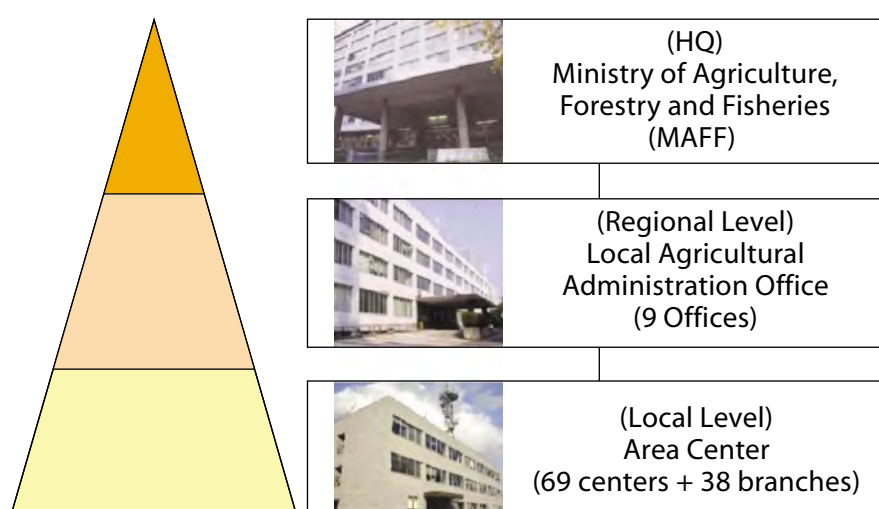 (HQ)
Ministry of Agriculture,
Forestry and Fisheries
(MAFF)
(Regional Level)
Local Agricultural
Administration Office
(9 Offices)
(Local Level)
Area Center
(69 centers + 38 branches)